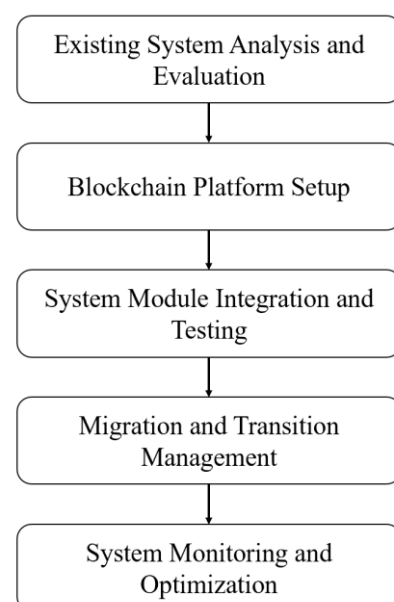 Existing System Analysis and
Evaluation
Blockchain Platform Setup
System Module Integration and
Testing
Migration and Transition
Management
System Monitoring and
Optimization